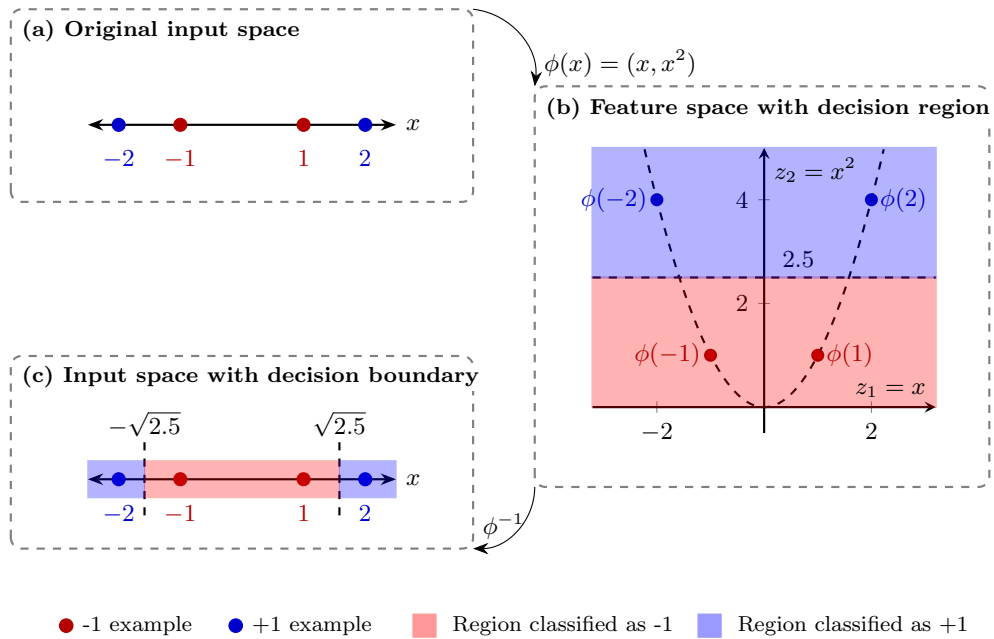 (a) Original input space
x
−2 −1 1 2
ϕ(x) = (x, x²)
(b) Feature space with decision region
z₂ = x²
ϕ(−2) 4 ϕ(2)
2.5
2
ϕ(−1) ϕ(1)
z₁ = x
−2 2
(c) Input space with decision boundary
−√2.5 √2.5
x
−2 −1 1 2
ϕ⁻¹
-1 example +1 example Region classified as -1 Region classified as +1